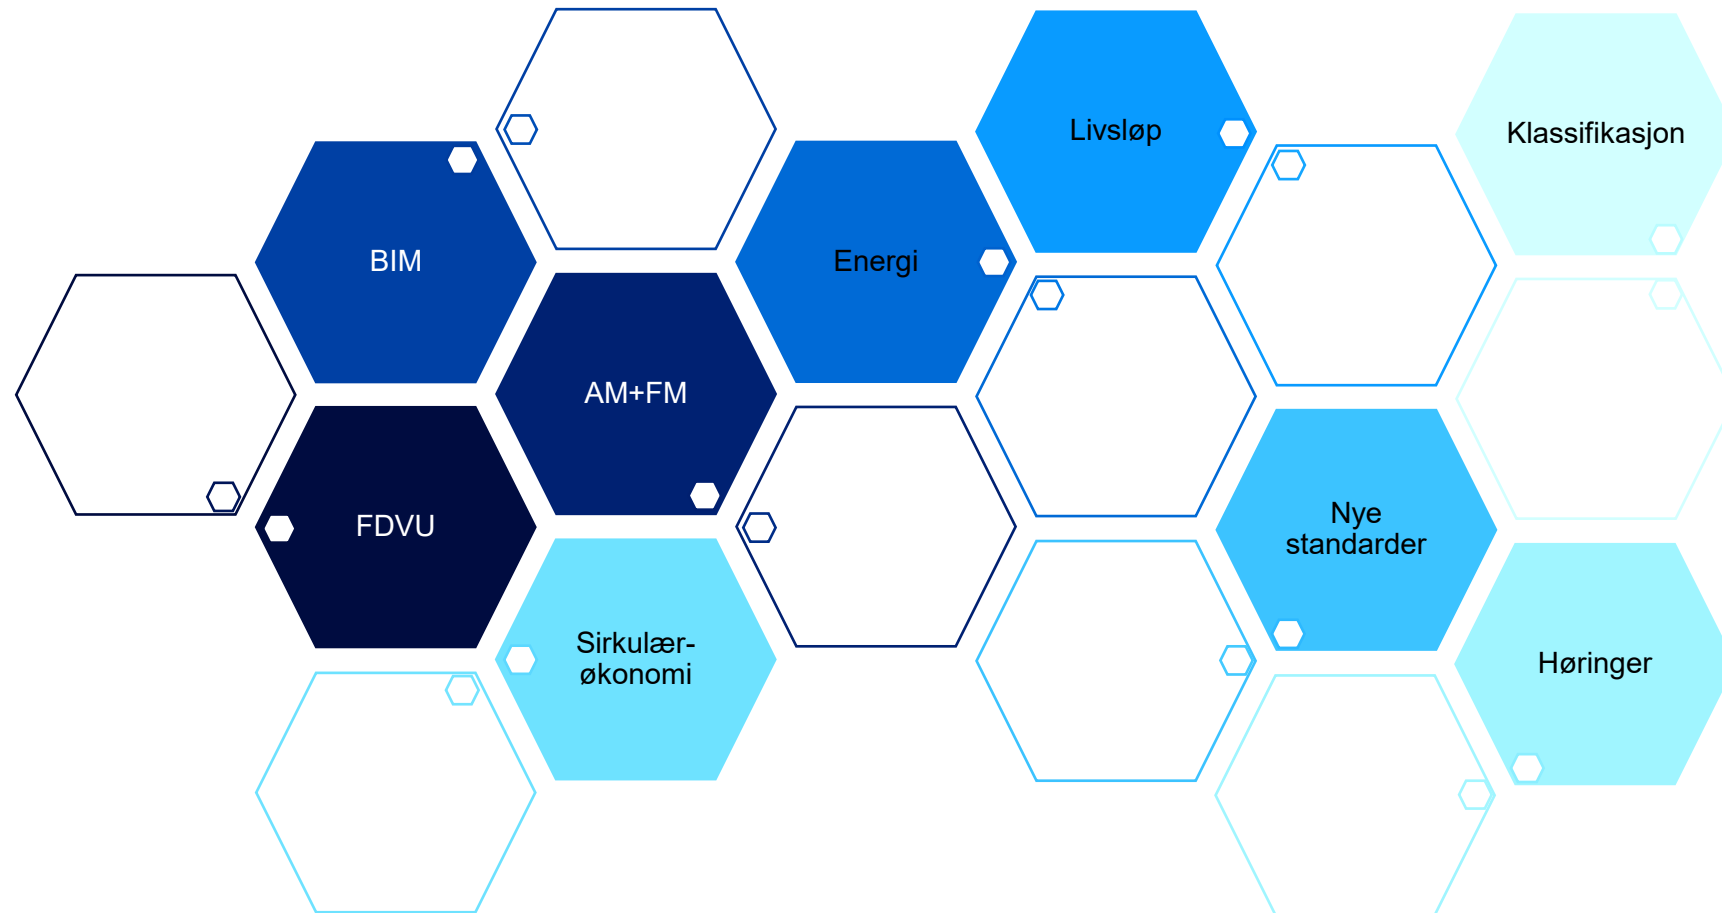 Livsløp
Klassifikasjon
BIM
Energi
AM+FM
FDVU
Nye
standarder
Sirkulær-
økonomi
Høringer